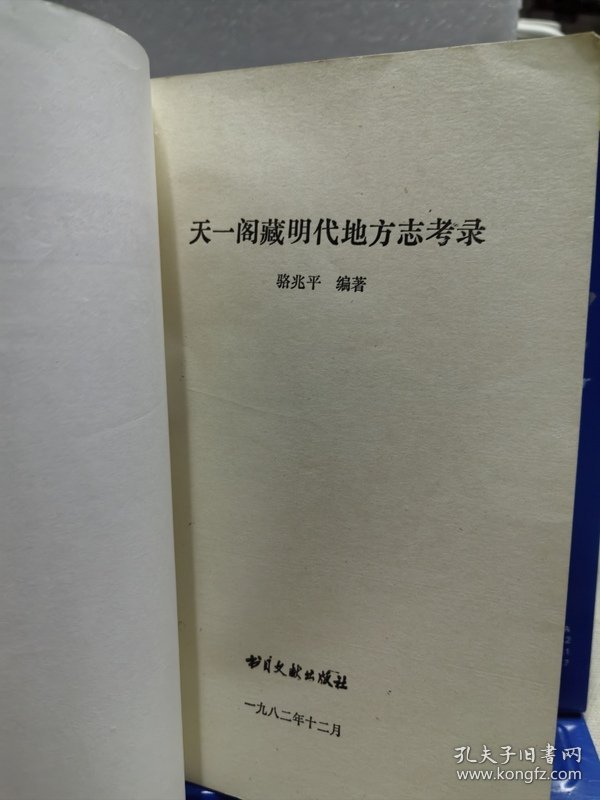 天一阁藏明代地方志考录
骆兆平 编著
书目文献出版社
一九八二年十二月
孔夫子旧书网
www.kongfz.com